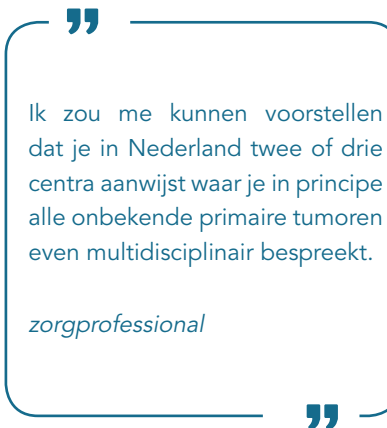 ”
Ik zou me kunnen voorstellen
dat je in Nederland twee of drie
centra aanwijst waar je in principe
alle onbekende primaire tumoren
even multidisciplinair bespreekt.
zorgprofessional
”